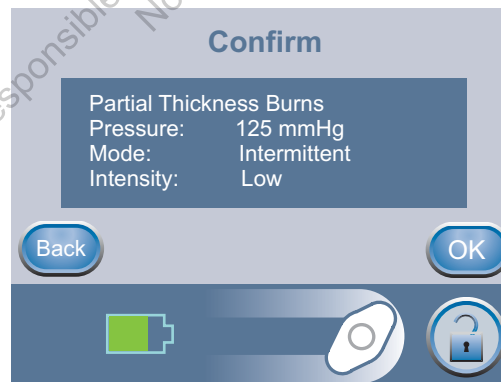 Confirm
Partial Thickness Burns
Pressure: 125 mmHg
Mode: Intermittent
Intensity: Low
Back
OK